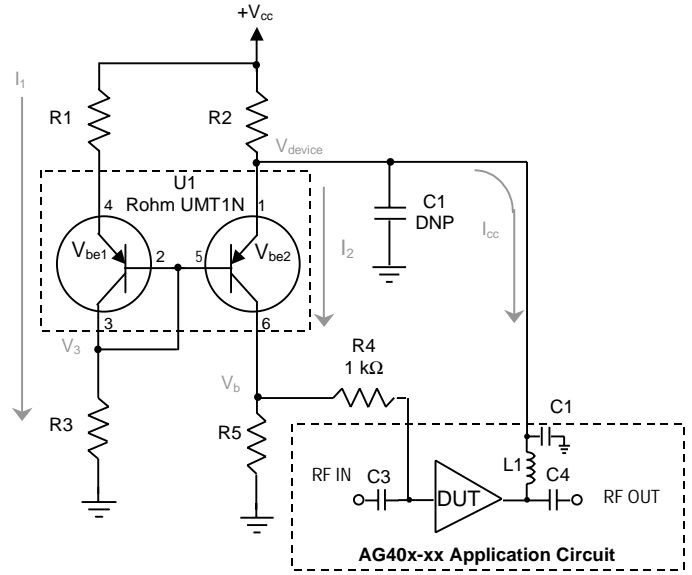 +Vcc
I1
R1
R2
Vdevice
U1
Rohm UMT1N
C1
DNP
4
1
Icc
Vbe1
2
5
Vbe2
I2
3
6
V3
R4
1 kΩ
Vb
C1
R3
R5
L1
RF IN
C3
C4
DUT
RF OUT
AG40x-xx Application Circuit